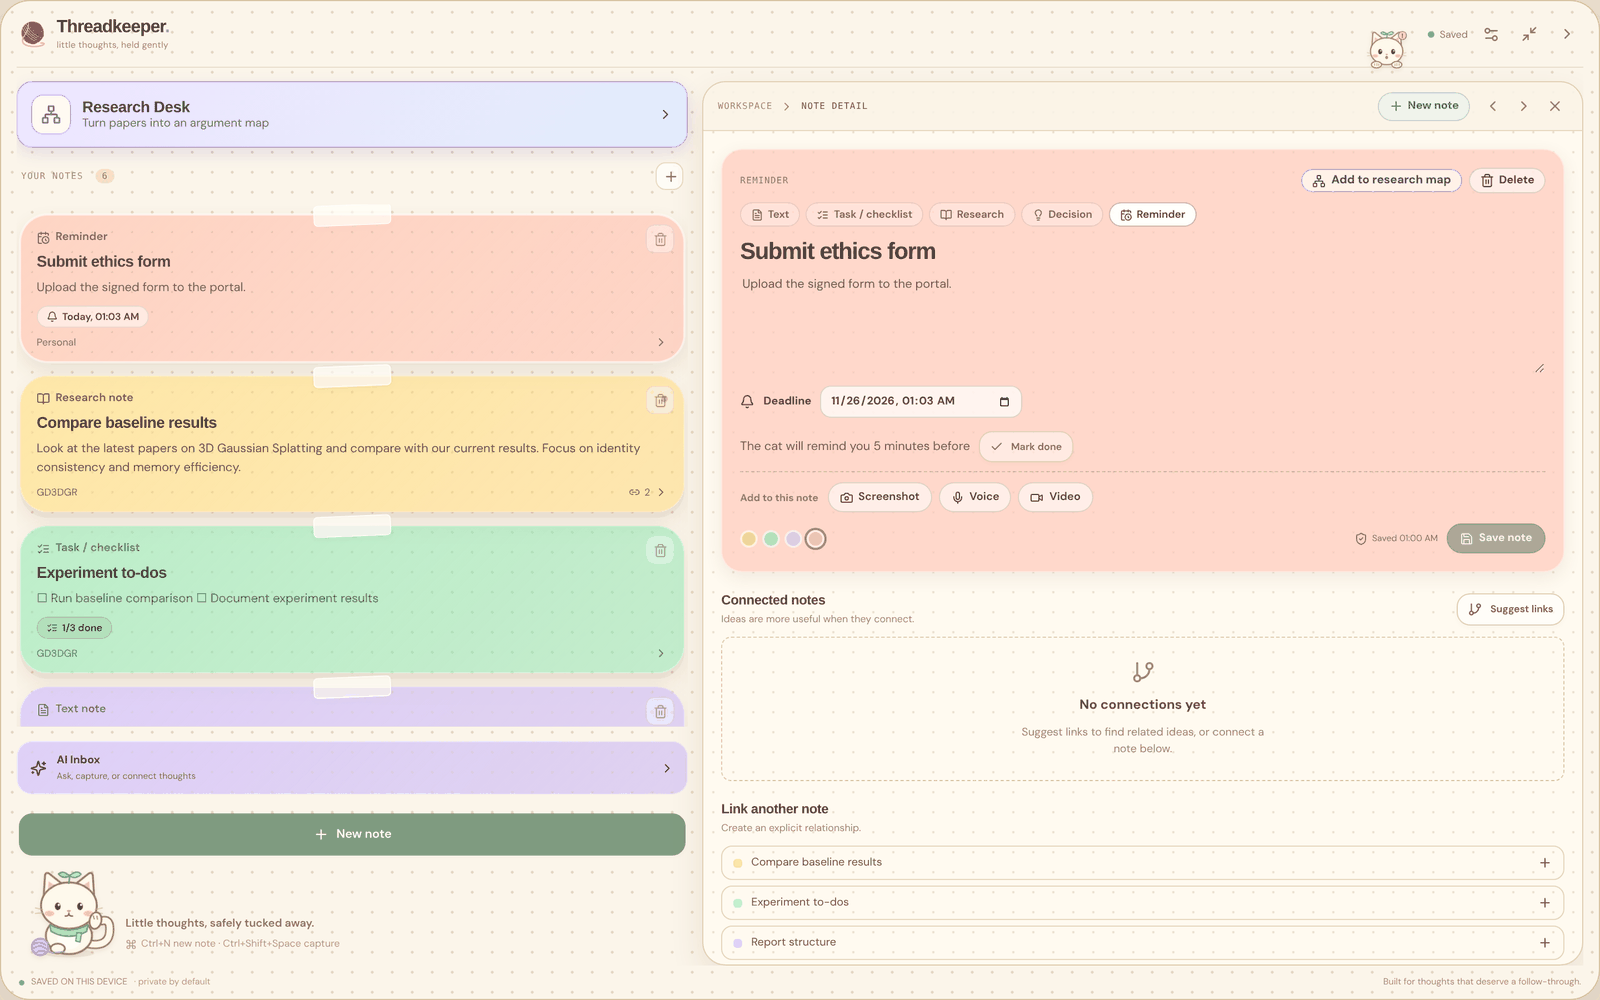 Threadkeeper.
little thoughts, held gently
Saved
Research Desk
Turn papers into an argument map
YOUR NOTES 6
Reminder
Submit ethics form
Upload the signed form to the portal.
Today, 01:03 AM
Personal
Research note
Compare baseline results
Look at the latest papers on 3D Gaussian Splatting and compare with our current results. Focus on identity
consistency and memory efficiency.
GD3DGR
2
Task / checklist
Experiment to-dos
☐ Run baseline comparison ☐ Document experiment results
1/3 done
GD3DGR
Text note
AI Inbox
Ask, capture, or connect thoughts
New note
Little thoughts, safely tucked away.
⌘ Ctrl+N new note · Ctrl+Shift+Space capture
WORKSPACE > NOTE DETAIL
New note
REMINDER
Add to research map
Delete
Text
Task / checklist
Research
Decision
Reminder
Submit ethics form
Upload the signed form to the portal.
Deadline
11/26/2026, 01:03 AM
The cat will remind you 5 minutes before
Mark done
Add to this note
Screenshot
Voice
Video
Saved 01:00 AM
Save note
Connected notes
Ideas are more useful when they connect.
Suggest links
No connections yet
Suggest links to find related ideas, or connect a
note below.
Link another note
Create an explicit relationship.
Compare baseline results
Experiment to-dos
Report structure
SAVED ON THIS DEVICE · private by default
Built for thoughts that deserve a follow-through.